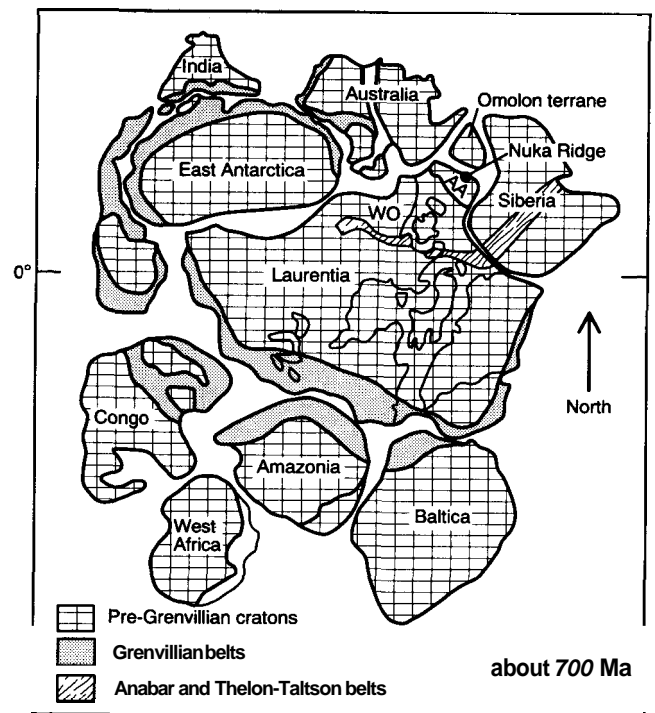 India
Australia
Omolon terrane
East Antarctica
Nuka Ridge
AA
WO
Siberia
0°
Laurentia
North
Congo
Amazonia
Baltica
West
Africa
Pre-Grenvillian cratons
Grenvillian belts
about 700 Ma
Anabar and Thelon-Taltson belts